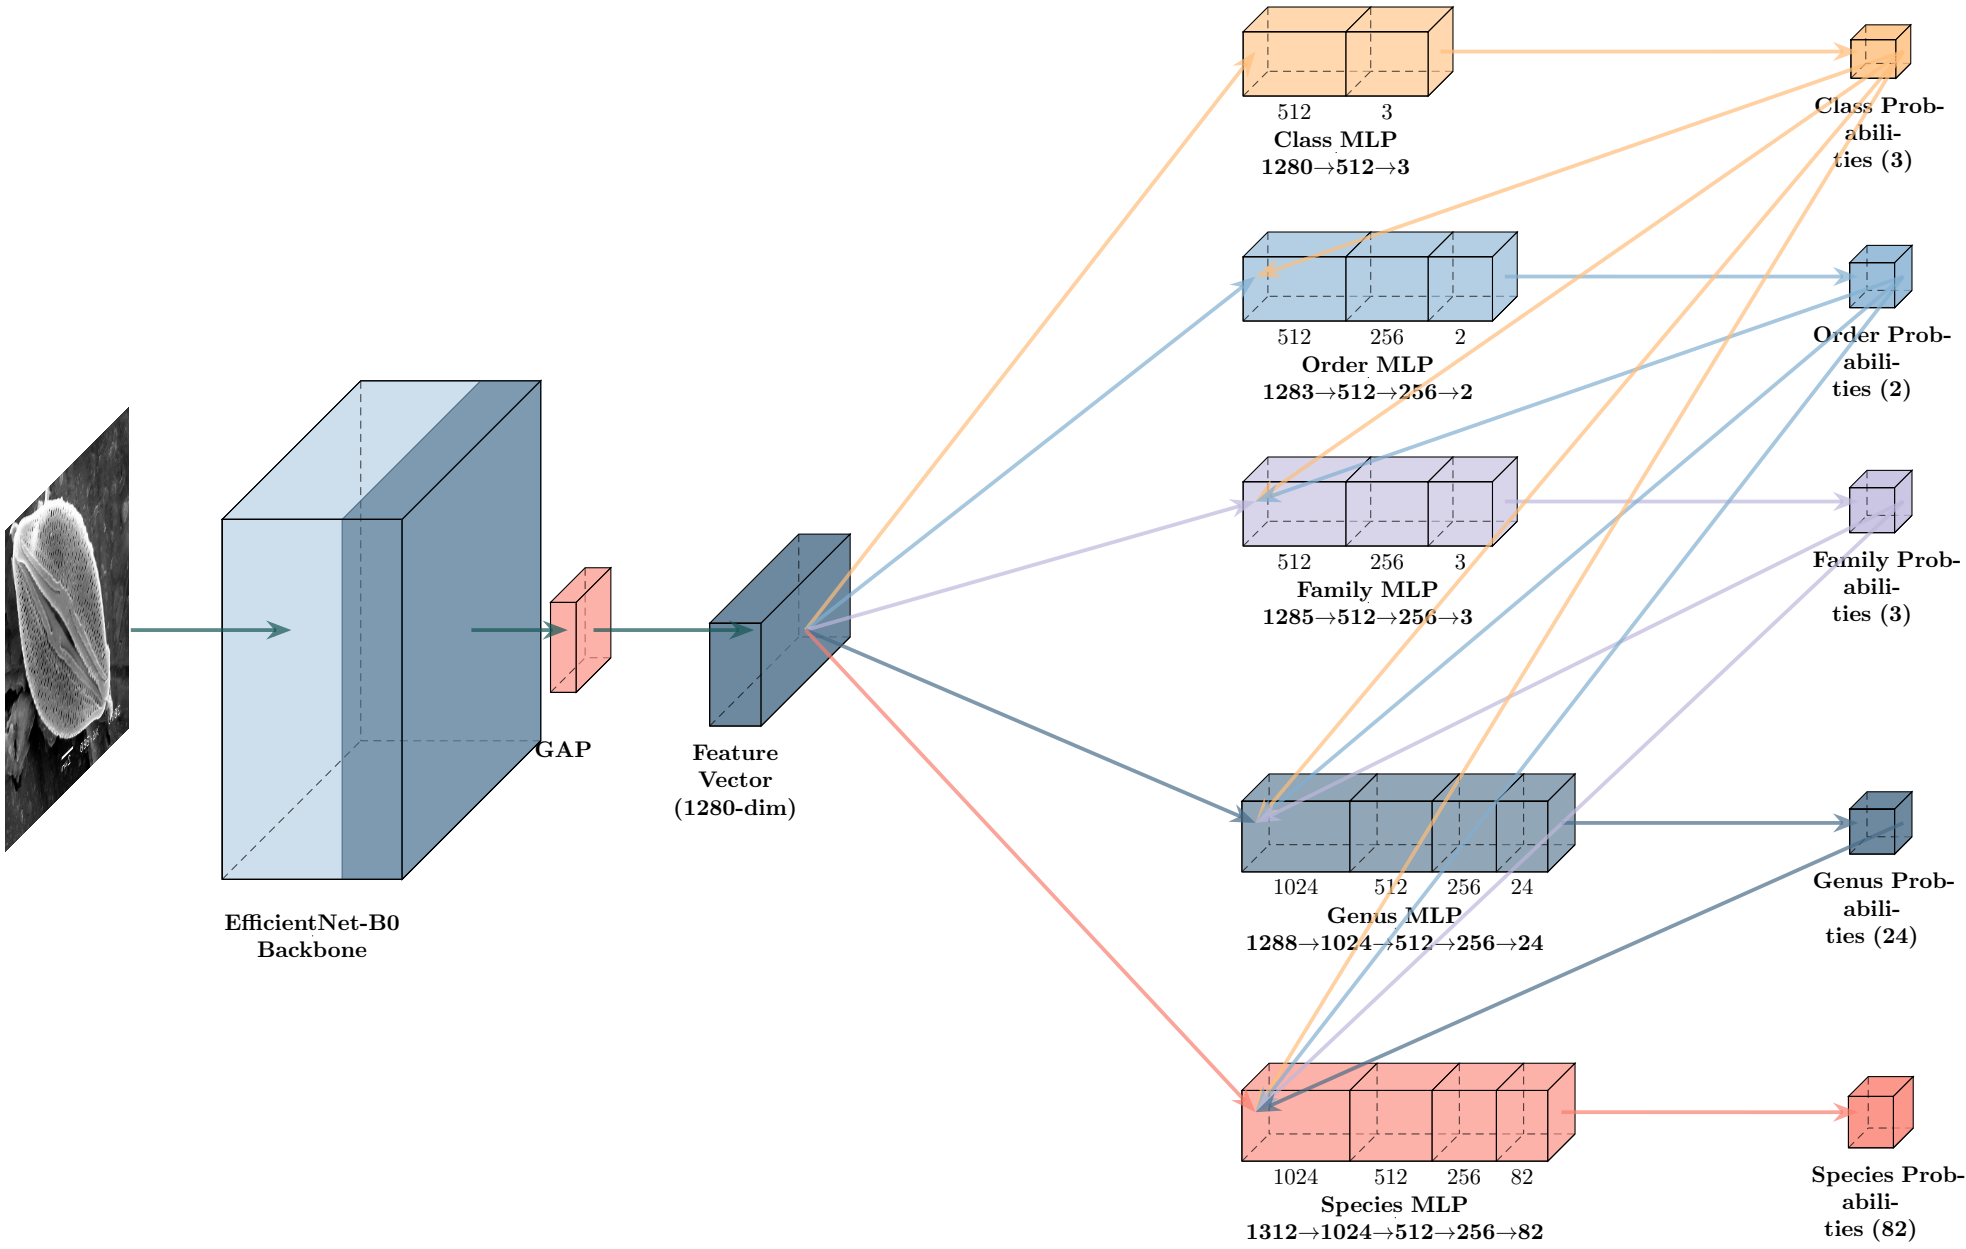 512 3
Class MLP
1280→512→3
Class Prob-
abili-
ties (3)
512 256 2
Order MLP
1283→512→256→2
Order Prob-
abili-
ties (2)
512 256 3
Family MLP
1285→512→256→3
Family Prob-
abili-
ties (3)
EfficientNet-B0
Backbone
GAP
Feature
Vector
(1280-dim)
1024 512 256 24
Genus MLP
1288→1024→512→256→24
Genus Prob-
abili-
ties (24)
1024 512 256 82
Species MLP
1312→1024→512→256→82
Species Prob-
abili-
ties (82)